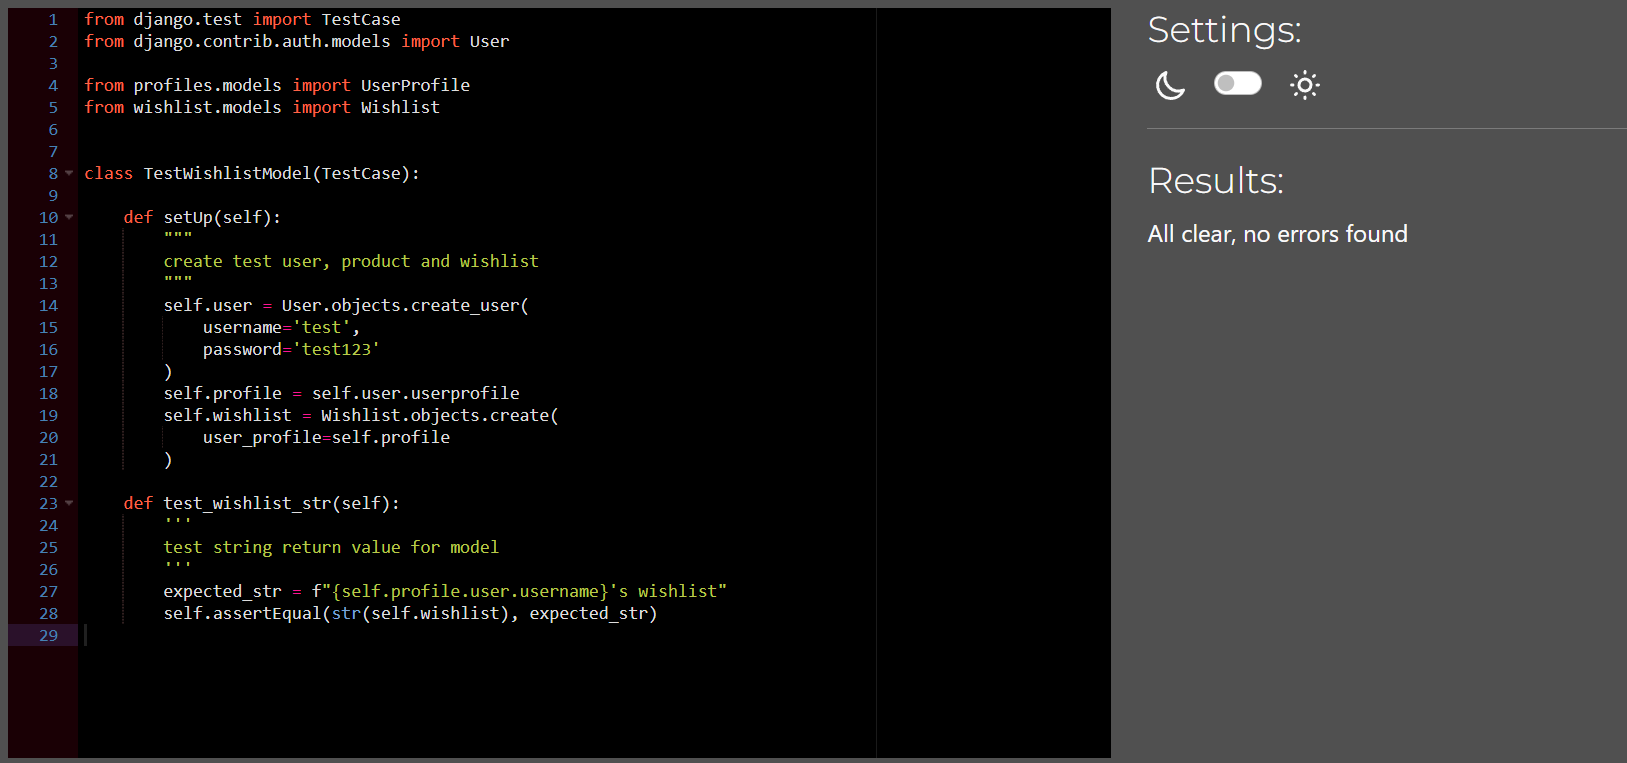 1 from django.test import TestCase
2 from django.contrib.auth.models import User
3
4 from profiles.models import UserProfile
5 from wishlist.models import Wishlist
6
7
8 class TestWishlistModel(TestCase):
9
10     def setUp(self):
11         """
12         create test user, product and wishlist
13         """
14         self.user = User.objects.create_user(
15             username='test',
16             password='test123'
17         )
18         self.profile = self.user.userprofile
19         self.wishlist = Wishlist.objects.create(
20             user_profile=self.profile
21         )
22
23     def test_wishlist_str(self):
24         '''
25         test string return value for model
26         '''
27         expected_str = f"{self.profile.user.username}'s wishlist"
28         self.assertEqual(str(self.wishlist), expected_str)
29
Settings:
Results:
All clear, no errors found